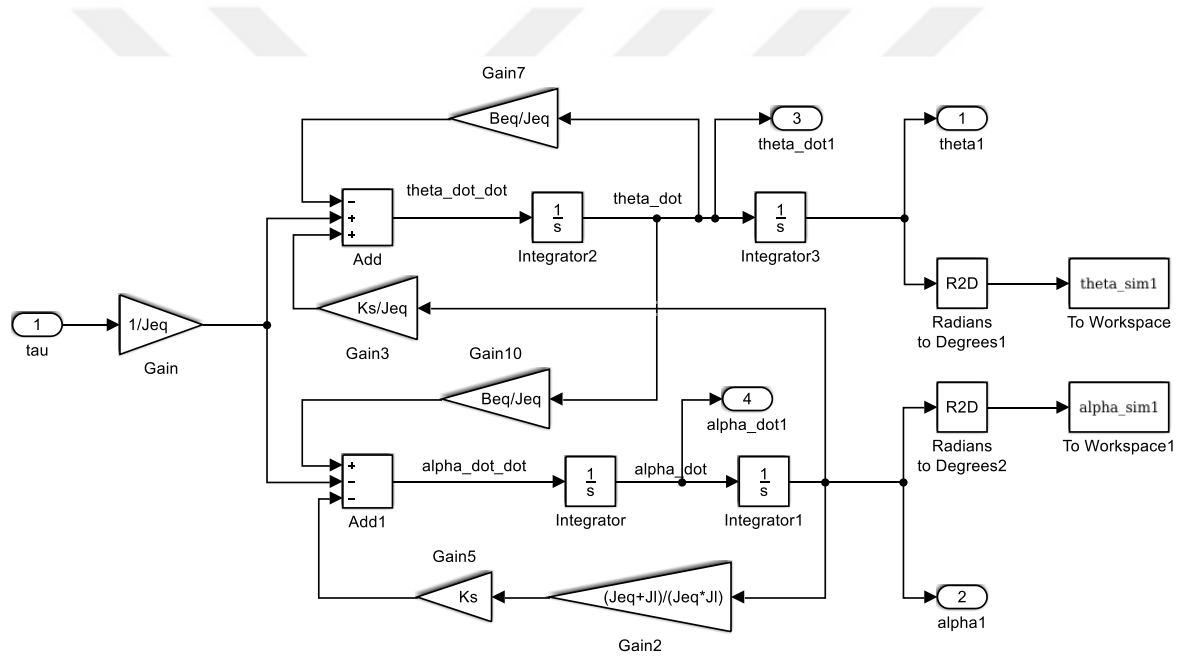 Gain7
Beq/Jeq
3
theta_dot1
1
theta1
theta_dot_dot
theta_dot
-
+
+
Add
1
s
Integrator2
1
s
Integrator3
R2D
Radians
to Degrees1
theta_sim1
To Workspace
1
tau
1/Jeq
Gain
Ks/Jeq
Gain3
Gain10
Beq/Jeq
4
alpha_dot1
R2D
Radians
to Degrees2
alpha_sim1
To Workspace1
alpha_dot_dot
alpha_dot
+
-
-
Add1
1
s
Integrator
1
s
Integrator1
Gain5
Ks
(Jeq+Jl)/(Jeq*Jl)
Gain2
2
alpha1